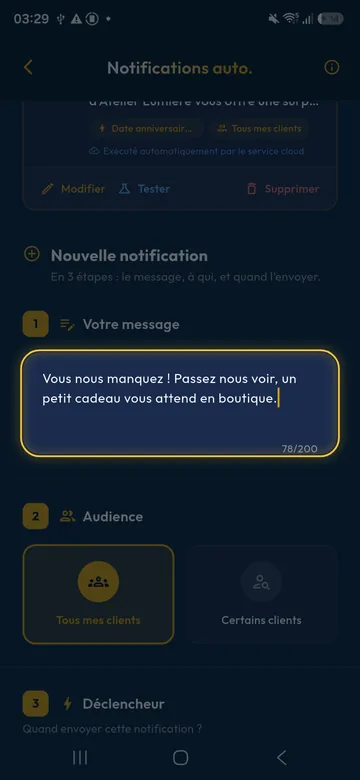 03:29
Notifications auto.
d'Atelier Lumière vous offre une surp...
Date anniversair...
Tous mes clients
Exécuté automatiquement par le service cloud
Modifier
Tester
Supprimer
Nouvelle notification
En 3 étapes : le message, à qui, et quand l'envoyer.
1
Votre message
Vous nous manquez ! Passez nous voir, un
petit cadeau vous attend en boutique.
78/200
2
Audience
Tous mes clients
Certains clients
3
Déclencheur
Quand envoyer cette notification ?